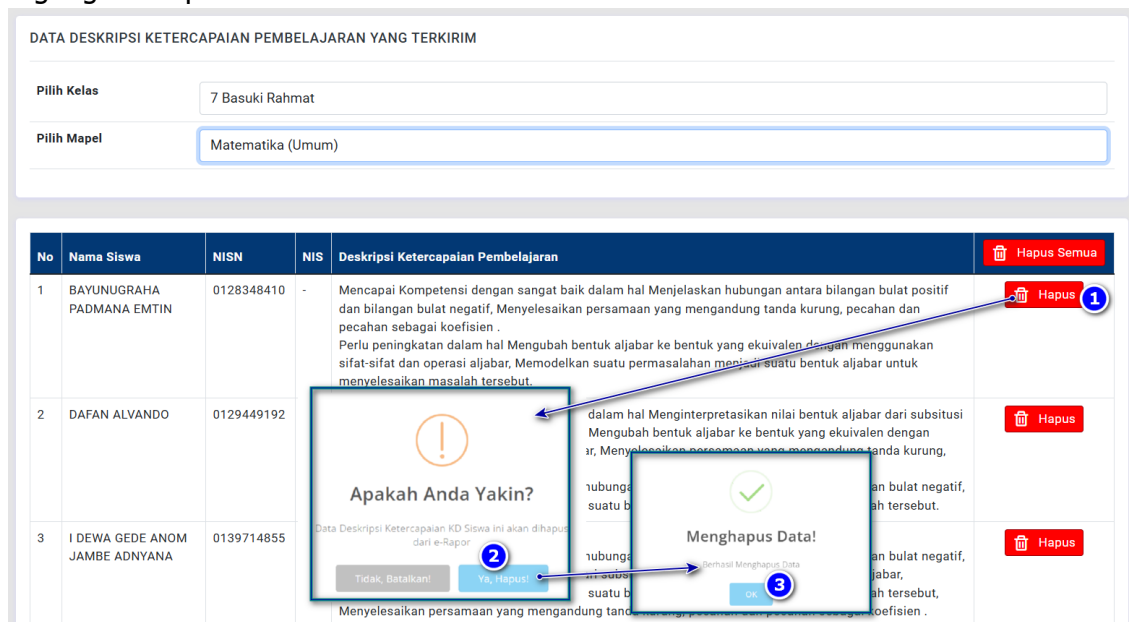 DATA DESKRIPSI KETERCAPAIAN PEMBELAJARAN YANG TERKIRIM
Pilih Kelas
7 Basuki Rahmat
Pilih Mapel
Matematika (Umum)
No Nama Siswa NISN NIS Deskripsi Ketercapaian Pembelajaran Hapus Semua
1 BAYUNUGRAHA 0128348410 - Mencapai Kompetensi dengan sangat baik dalam hal Menjelaskan hubungan antara bilangan bulat positif Hapus 1
PADMANA EMTIN dan bilangan bulat negatif, Menyelesaikan persamaan yang mengandung tanda kurung, pecahan dan
pecahan sebagai koefisien .
Perlu peningkatan dalam hal Mengubah bentuk aljabar ke bentuk yang ekuivalen dengan menggunakan
sifat-sifat dan operasi aljabar, Memodelkan suatu permasalahan menjadi suatu bentuk aljabar untuk
menyelesaikan masalah tersebut.
2 DAFAN ALVANDO 0129449192 dalam hal Menginterpretasikan nilai bentuk aljabar dari subsitusi Hapus
Mengubah bentuk aljabar ke bentuk yang ekuivalen dengan
Menyelesaikan persamaan yang mengandung tanda kurung,
an bulat negatif,
suatu b ah tersebut.
Apakah Anda Yakin?
Data Deskripsi Ketercapaian KD Siswa ini akan dihapus
dari e-Rapor
2
Tidak, Batalkan! Ya, Hapus!
Menghapus Data!
Berhasil Menghapus Data
OK 3
3 I DEWA GEDE ANOM 0139714855 Hapus
JAMBE ADNYANA an bulat negatif,
jabar,
suatu b ah tersebut,
Menyelesaikan persamaan yang mengandung koefisien .